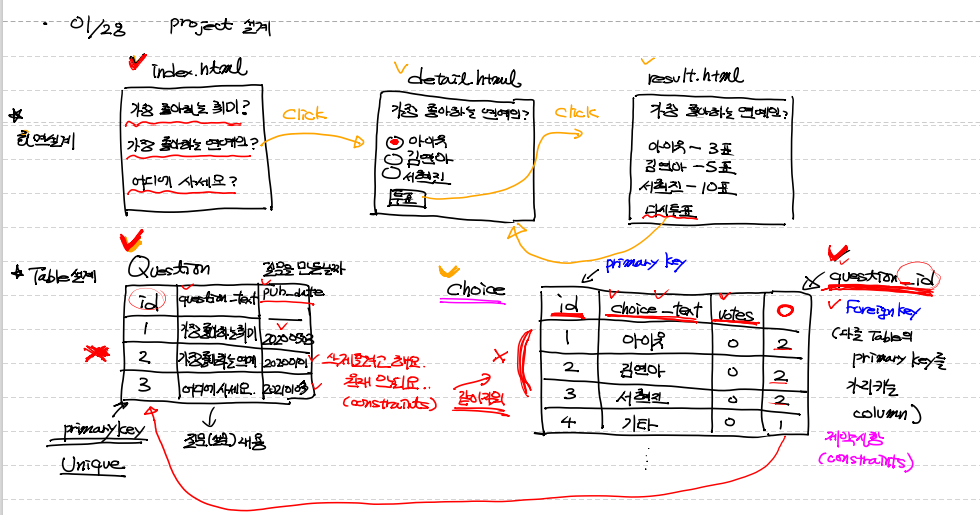 · 01/28 project 설계
* 화면설계
index.html
가장 좋아하는 취미?
가장 좋아하는 연예인?
어디에 사세요?
click
detail.html
가장 좋아하는 연예인?
아이유
김연아
서현진
투표
click
result.html
가장 좋아하는 연예인?
아이유 - 3표
김연아 - 5표
서현진 - 10표
다시투표
* Table 설계
Question
질문을 만든날짜
id question_text pub_date
1 가장좋아하는취미
2 가장좋아하는연예
3 어디에사세요..
primary key
Unique
질문(설문)내용
삭제하려고 해요.
원래 안되요..
(constraints)
같이지워
choice
primary key
id choice_text votes
1 아이유 0 2
2 김연아 0 2
3 서현진 0 2
4 기타 0 1
question_id
Foreign key
(다른 Table의
primary key를
가리키는
column)
제약사항
(constraints)